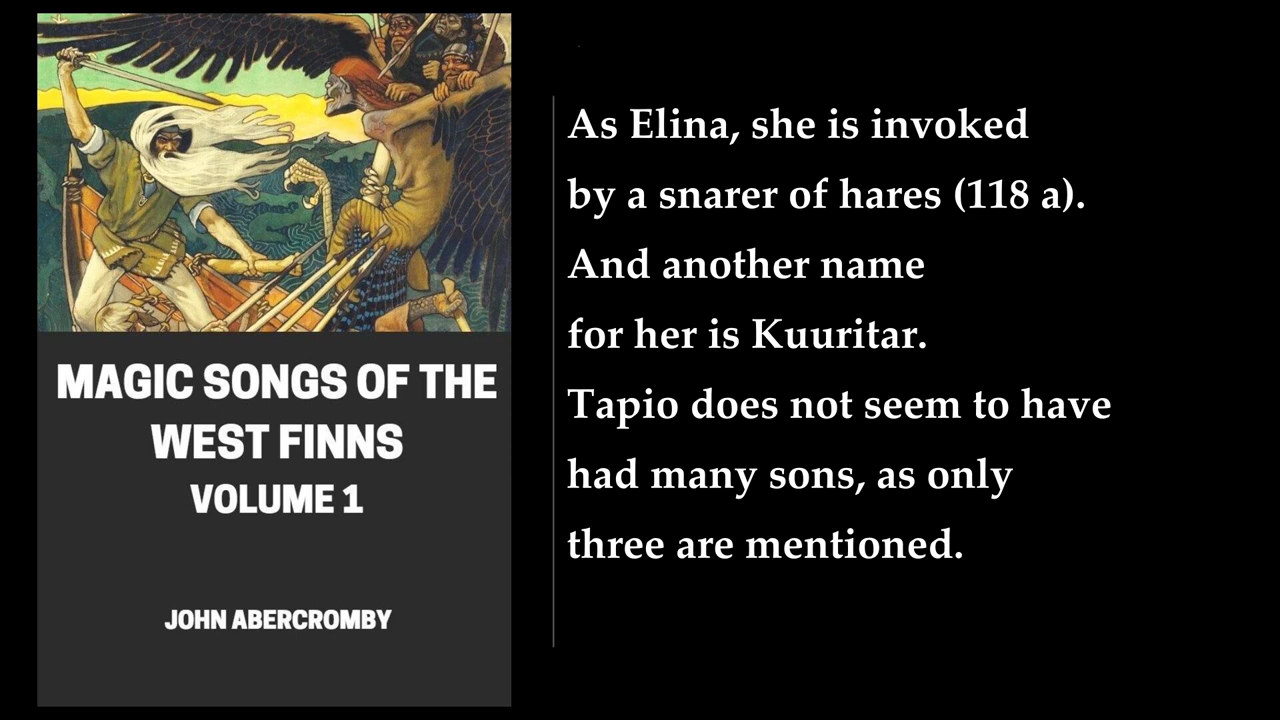 MAGIC SONGS OF THE
WEST FINNS
VOLUME 1
JOHN ABERCROMBY
As Elina, she is invoked
by a snarer of hares (118 a).
And another name
for her is Kuuritar.
Tapio does not seem to have
had many sons, as only
three are mentioned.